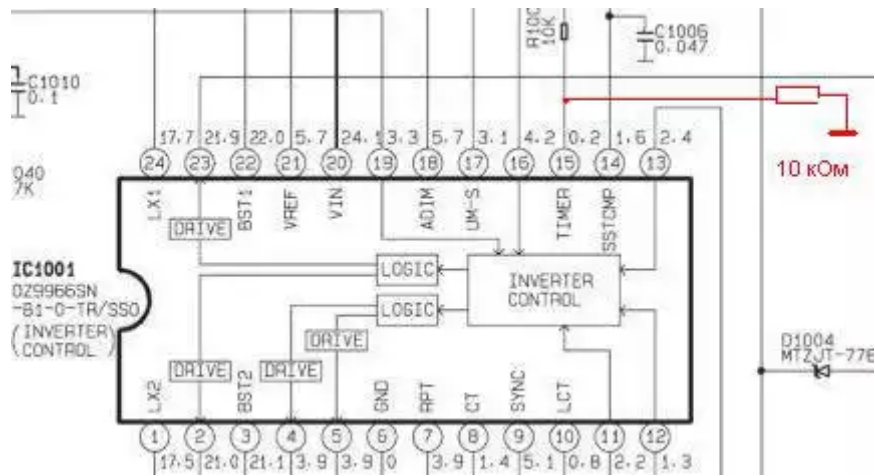 R100
10K
C1006
0.047
C1010
0.1
17.7 21.9 22.0 5.7 24.1 3.3 5.7 3.1 4.2 0.2 1.6 2.4
24 23 22 21 20 19 18 17 16 15 14 13
10 кОм
040
7K
LX1 BST1 VREF VIN ADIM UM-S TIMER SSTCMP
DRIVE
IC1001
OZ9966SN
-B1-0-TR/SSO
(INVERTER
CONTROL)
LOGIC
LOGIC
INVERTER
CONTROL
DRIVE
DRIVE DRIVE
D1004
MTZJT-77B
LX2 BST2 GND RPT CT SYNC LCT
1 2 3 4 5 6 7 8 9 10 11 12
17.5 21.0 21.1 3.9 3.9 0 3.9 1.4 5.1 0.8 2.2 1.3